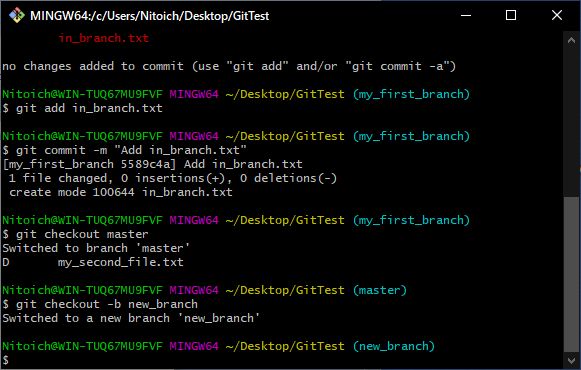 MINGW64:/c/Users/Nitoich/Desktop/GitTest
in_branch.txt
no changes added to commit (use "git add" and/or "git commit -a")
Nitoich@WIN-TUQ67MU9FVF MINGW64 ~/Desktop/GitTest (my_first_branch)
$ git add in_branch.txt
Nitoich@WIN-TUQ67MU9FVF MINGW64 ~/Desktop/GitTest (my_first_branch)
$ git commit -m "Add in_branch.txt"
[my_first_branch 5589c4a] Add in_branch.txt
1 file changed, 0 insertions(+), 0 deletions(-)
create mode 100644 in_branch.txt
Nitoich@WIN-TUQ67MU9FVF MINGW64 ~/Desktop/GitTest (my_first_branch)
$ git checkout master
Switched to branch 'master'
D my_second_file.txt
Nitoich@WIN-TUQ67MU9FVF MINGW64 ~/Desktop/GitTest (master)
$ git checkout -b new_branch
Switched to a new branch 'new_branch'
Nitoich@WIN-TUQ67MU9FVF MINGW64 ~/Desktop/GitTest (new_branch)
$